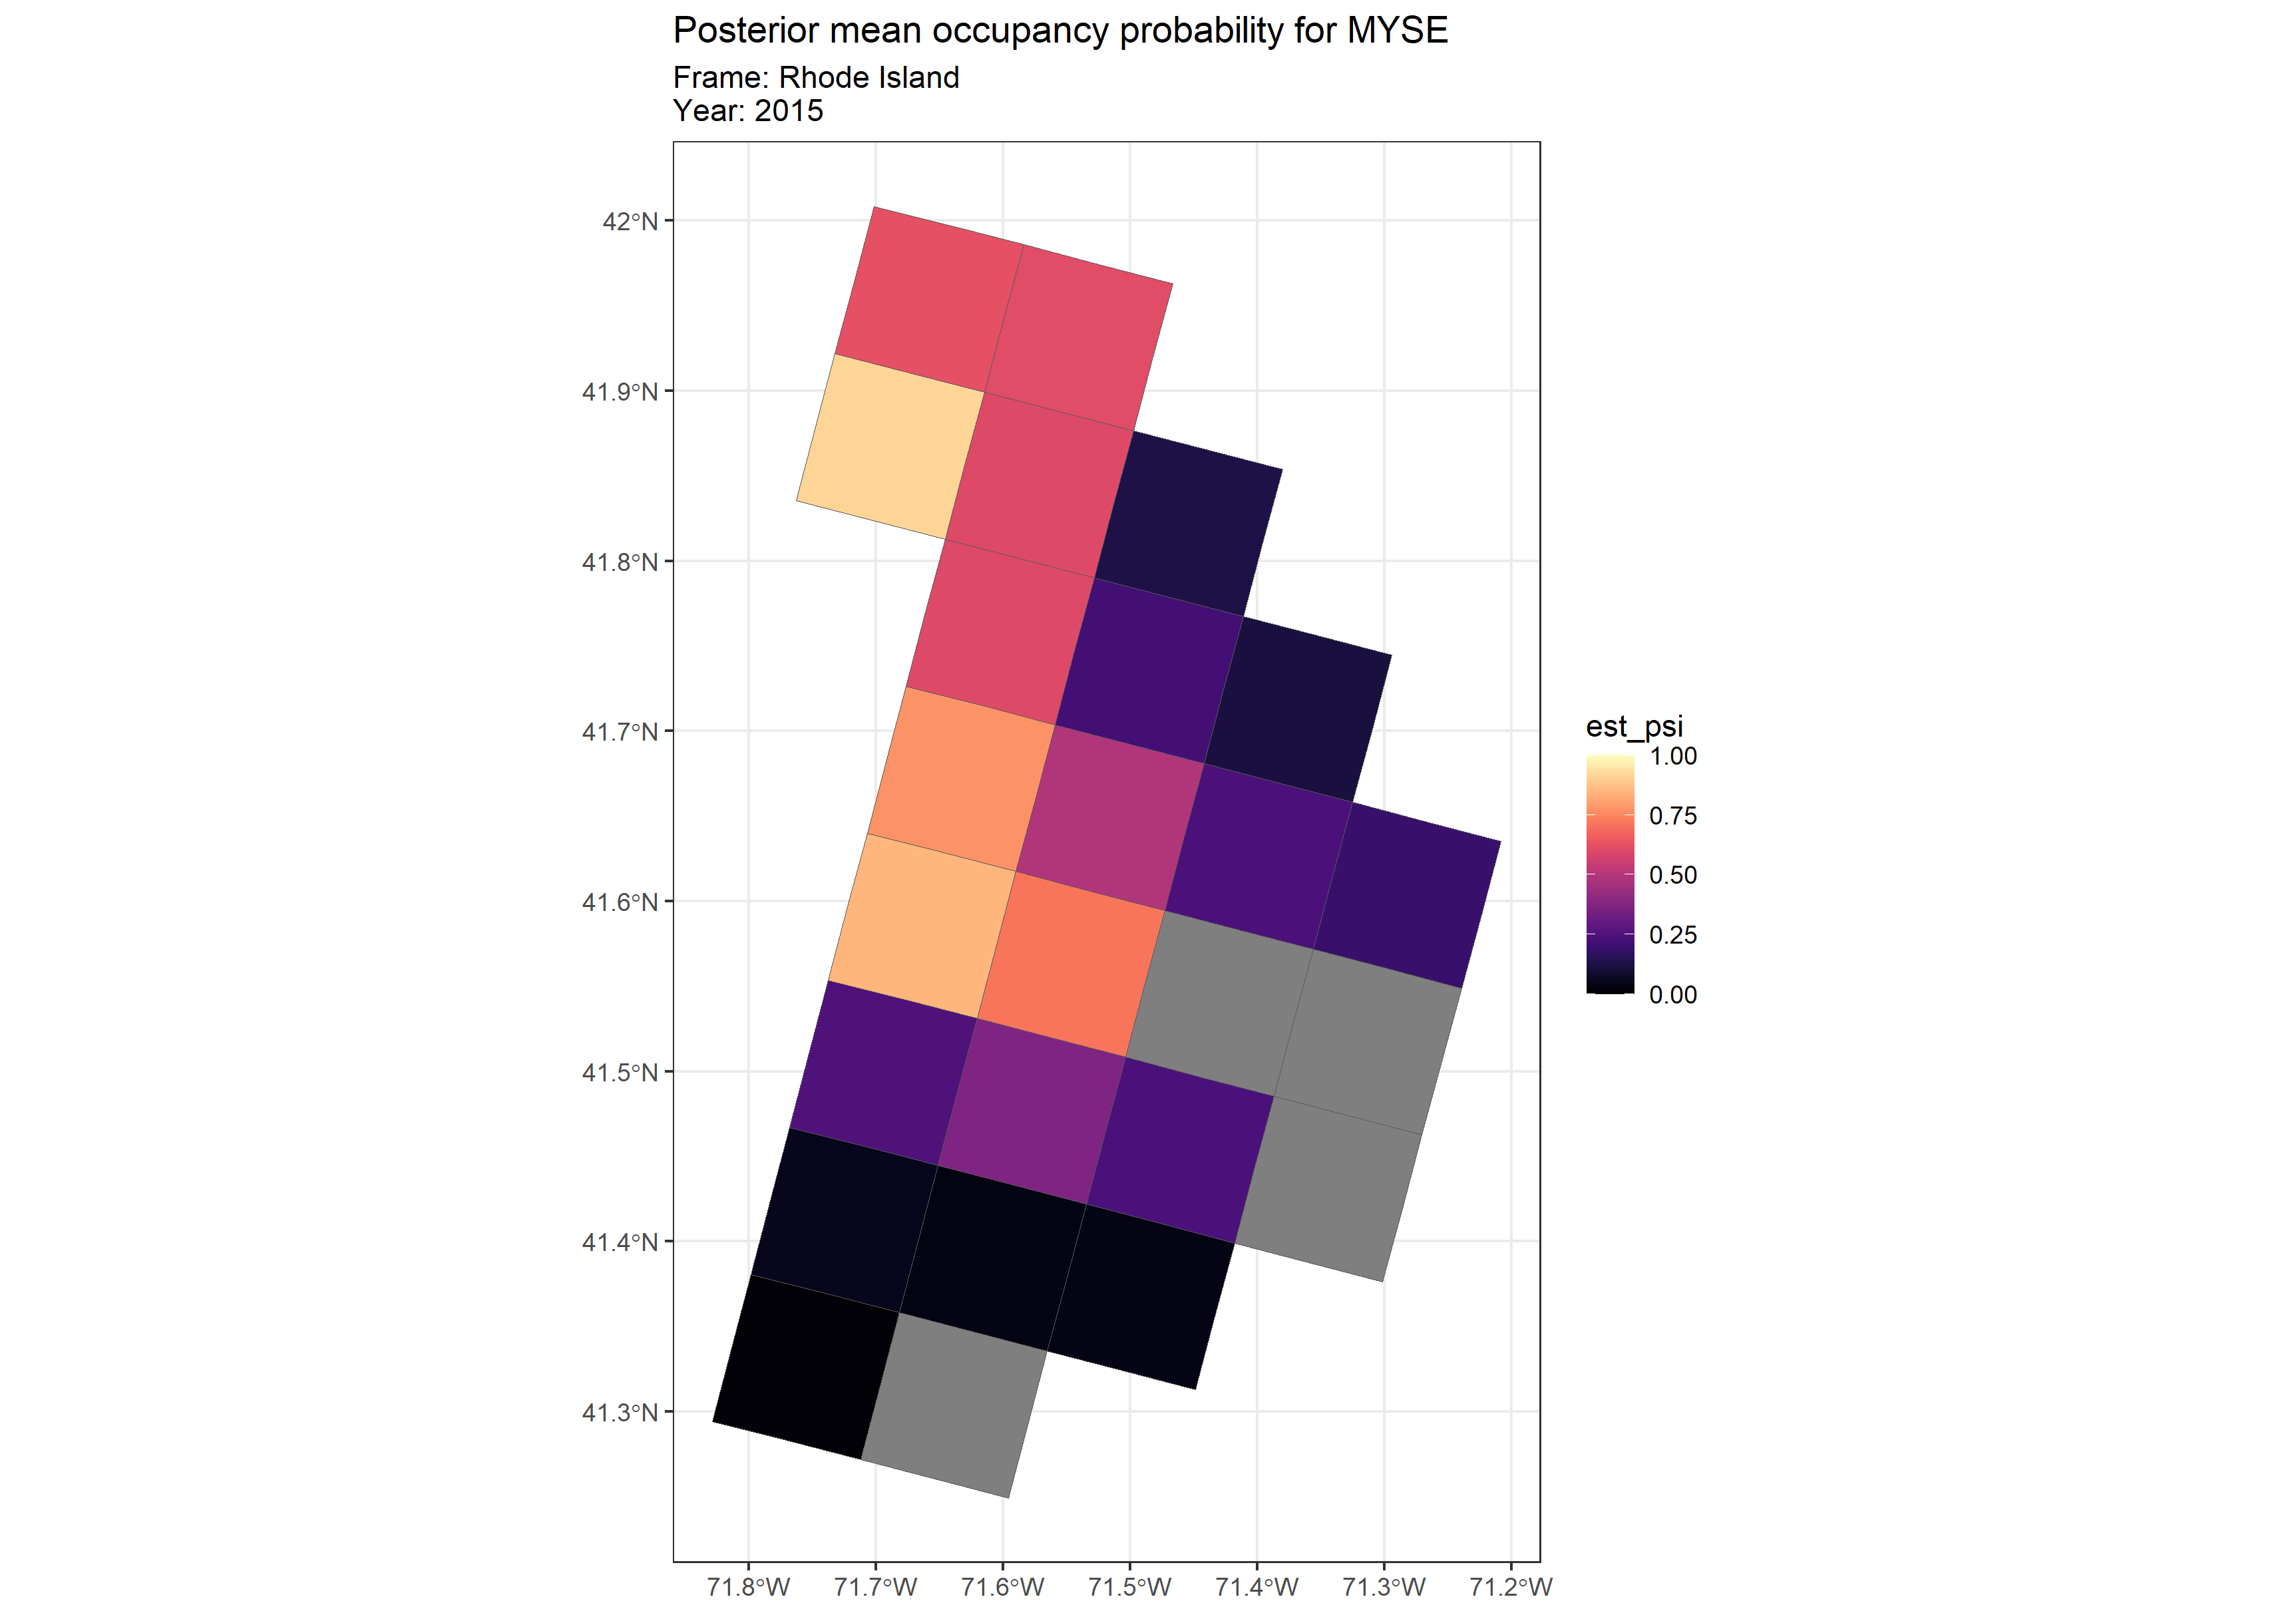 Posterior mean occupancy probability for MYSE
Frame: Rhode Island
Year: 2015
42°N
41.9°N
41.8°N
41.7°N
41.6°N
41.5°N
41.4°N
41.3°N
71.8°W 71.7°W 71.6°W 71.5°W 71.4°W 71.3°W 71.2°W
est_psi
1.00
0.75
0.50
0.25
0.00